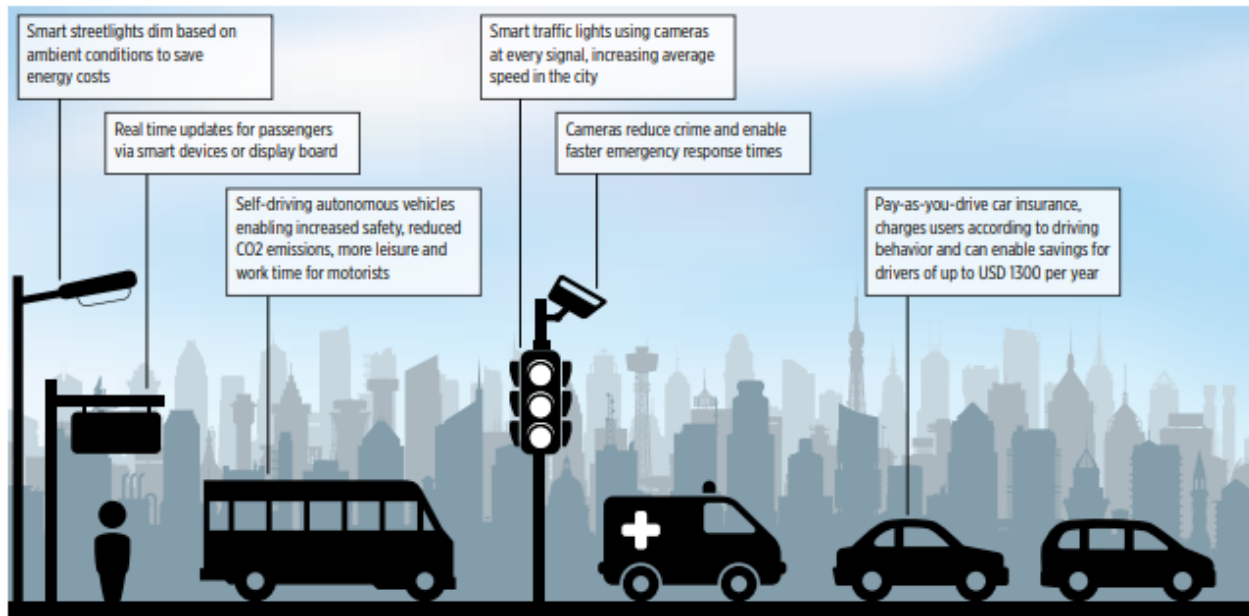 Smart streetlights dim based on
ambient conditions to save
energy costs
Real time updates for passengers
via smart devices or display board
Self-driving autonomous vehicles
enabling increased safety, reduced
CO2 emissions, more leisure and
work time for motorists
Smart traffic lights using cameras
at every signal, increasing average
speed in the city
Cameras reduce crime and enable
faster emergency response times
Pay-as-you-drive car insurance,
charges users according to driving
behavior and can enable savings for
drivers of up to USD 1300 per year